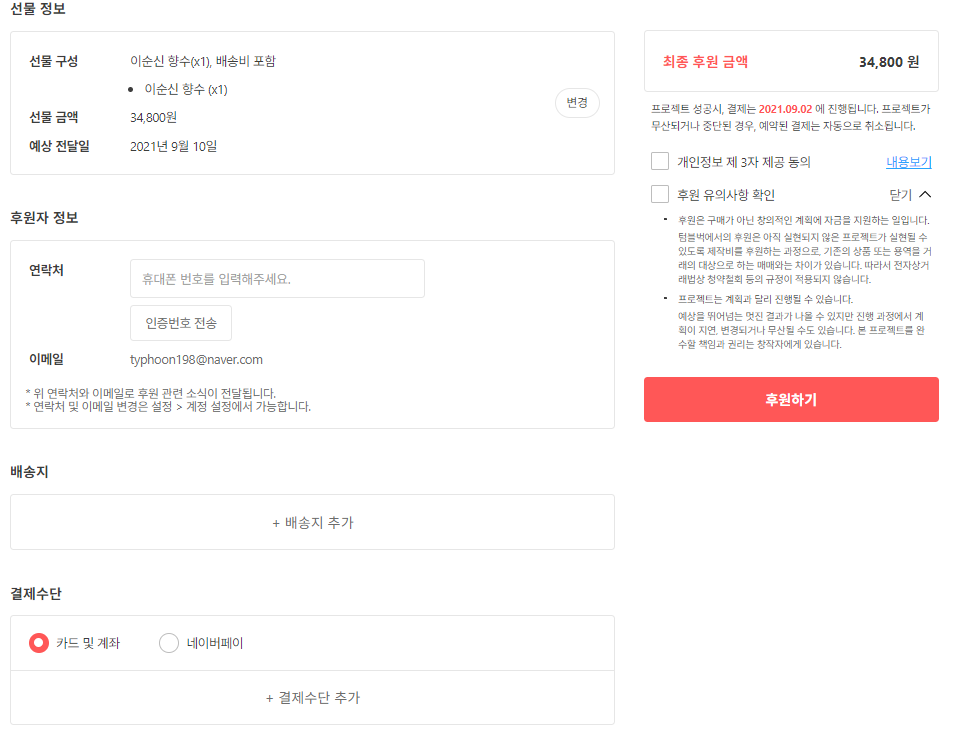 선물 정보
선물 구성
이순신 향수(x1), 배송비 포함
이순신 향수 (x1)
변경
선물 금액
34,800원
예상 전달일
2021년 9월 10일
후원자 정보
연락처
휴대폰 번호를 입력해주세요.
인증번호 전송
이메일
typhoon198@naver.com
* 위 연락처와 이메일로 후원 관련 소식이 전달됩니다.
* 연락처 및 이메일 변경은 설정 > 계정 설정에서 가능합니다.
배송지
+ 배송지 추가
결제수단
카드 및 계좌
네이버페이
+ 결제수단 추가
최종 후원 금액
34,800 원
프로젝트 성공시, 결제는 2021.09.02 에 진행됩니다. 프로젝트가
무산되거나 중단된 경우, 예약된 결제는 자동으로 취소됩니다.
개인정보 제 3자 제공 동의
내용보기
후원 유의사항 확인
닫기
후원은 구매가 아닌 창의적인 계획에 자금을 지원하는 일입니다.
텀블벅에서의 후원은 아직 실현되지 않은 프로젝트가 실현될 수
있도록 제작비를 후원하는 과정으로, 기존의 상품 또는 용역을 거
래의 대상으로 하는 매매와는 차이가 있습니다. 따라서 전자상거
래법상 청약철회 등의 규정이 적용되지 않습니다.
프로젝트는 계획과 달리 진행될 수 있습니다.
예상을 뛰어넘는 멋진 결과가 나올 수 있지만 진행 과정에서 계
획이 지연, 변경되거나 무산될 수도 있습니다. 본 프로젝트를 완
수할 책임과 권리는 창작자에게 있습니다.
후원하기